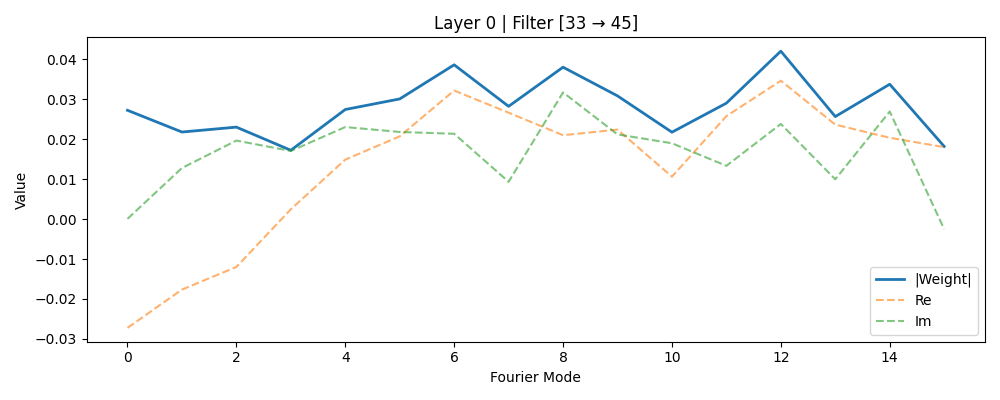 Layer 0 | Filter [33 → 45]
Value
0.04
0.03
0.02
0.01
0.00
−0.01
−0.02
−0.03
|Weight|
Re
Im
0 2 4 6 8 10 12 14
Fourier Mode